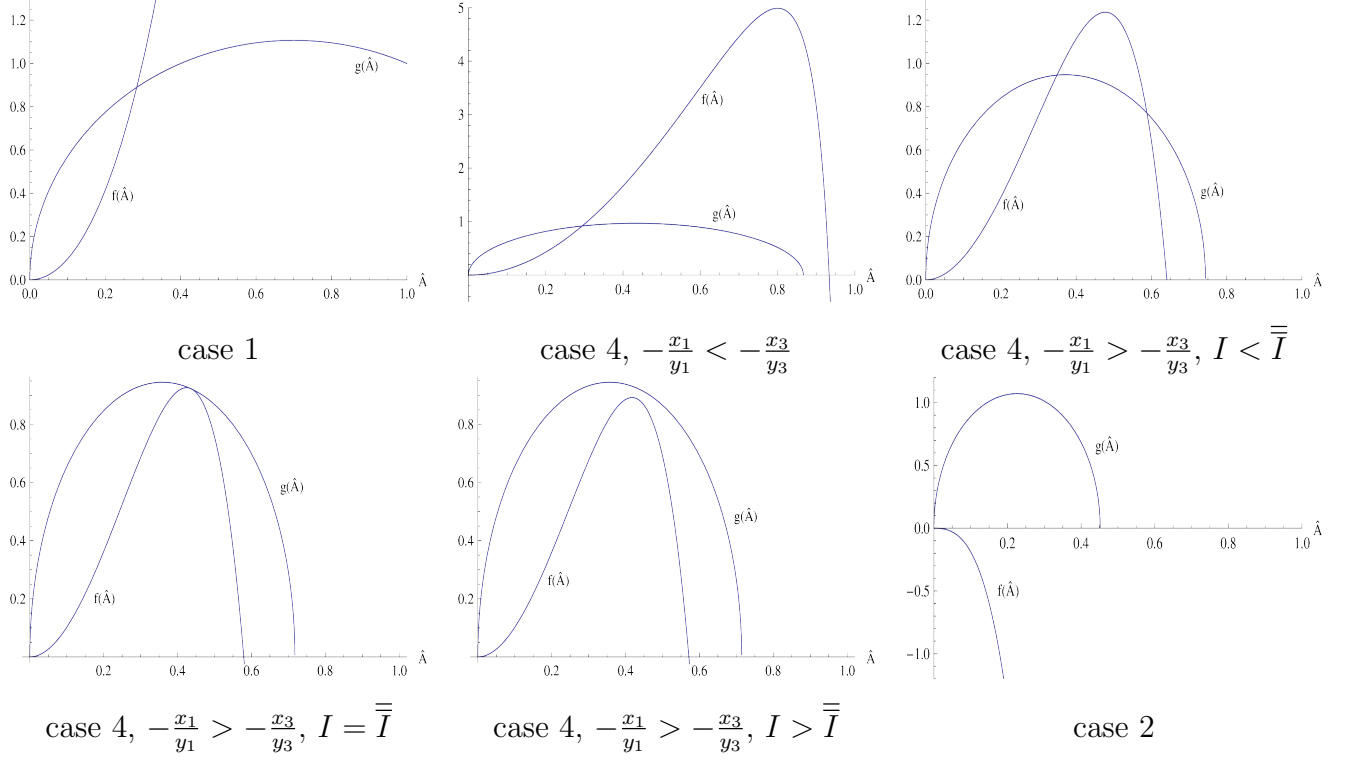 1.2
1.0
0.8
0.6
0.4
0.2
0.0
g(Â)
f(Â)
0.0 0.2 0.4 0.6 0.8 1.0 Â
case 1
5
4
3
2
1
f(Â)
g(Â)
0.2 0.4 0.6 0.8 1.0 Â
case 4, −x₁/y₁ < −x₃/y₃
1.2
1.0
0.8
0.6
0.4
0.2
0.0
f(Â)
g(Â)
0.0 0.2 0.4 0.6 0.8 1.0 Â
case 4, −x₁/y₁ > −x₃/y₃, I < I̿
0.8
0.6
0.4
0.2
g(Â)
f(Â)
0.2 0.4 0.6 0.8 1.0 Â
case 4, −x₁/y₁ > −x₃/y₃, I = I̿
0.8
0.6
0.4
0.2
g(Â)
f(Â)
0.2 0.4 0.6 0.8 1.0 Â
case 4, −x₁/y₁ > −x₃/y₃, I > I̿
1.0
0.5
0.0
−0.5
−1.0
g(Â)
0.2 0.4 0.6 0.8 1.0 Â
f(Â)
case 2